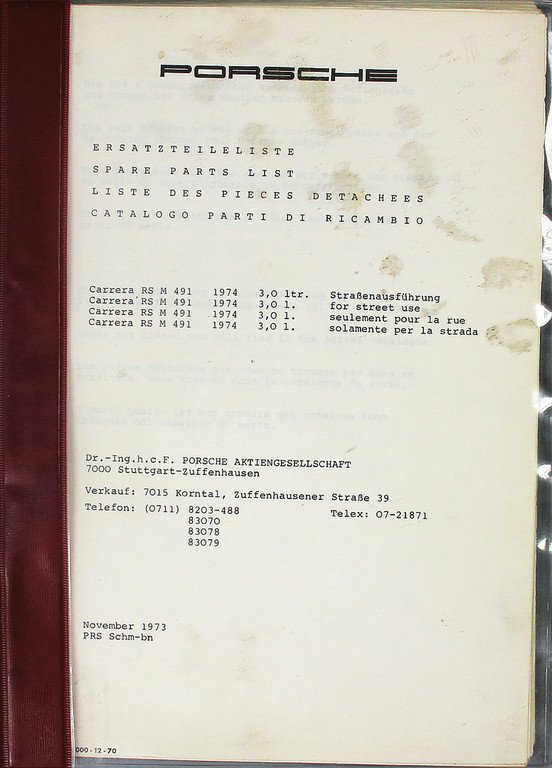 PORSCHE
ERSATZTEILELISTE
SPARE PARTS LIST
LISTE DES PIECES DETACHEES
CATALOGO PARTI DI RICAMBIO
Carrera RS M 491 1974 3,0 ltr. Straßenausführung
Carrera RS M 491 1974 3,0 l. for street use
Carrera RS M 491 1974 3,0 l. seulement pour la rue
Carrera RS M 491 1974 3,0 l. solamente per la strada
Dr.-Ing.h.c.F. PORSCHE AKTIENGESELLSCHAFT
7000 Stuttgart-Zuffenhausen
Verkauf: 7015 Korntal, Zuffenhausener Straße 39
Telefon: (0711) 8203-488 Telex: 07-21871
83070
83078
83079
November 1973
PRS Schm-bn
000-12-70